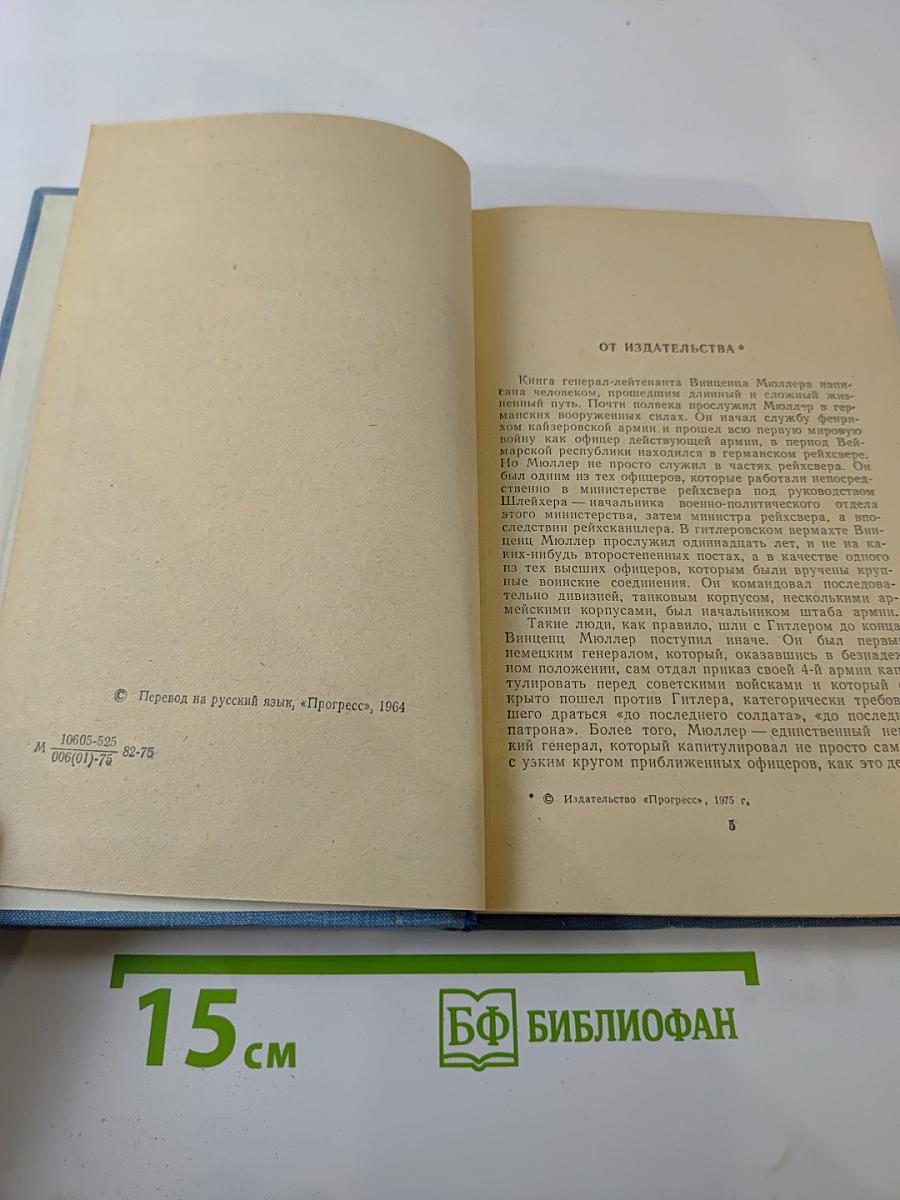 © Перевод на русский язык, «Прогресс», 1964
М 10605-525
006(01)-75 82-75
ОТ ИЗДАТЕЛЬСТВА*
Книга генерал-лейтенанта Винценца Мюллера напи-
сана человеком, прошедшим длинный и сложный жиз-
ненный путь. Почти полвека прослужил Мюллер в гер-
манских вооруженных силах. Он начал службу фенри-
хом кайзеровской армии и прошел всю первую мировую
войну как офицер действующей армии, в период Вей-
марской республики находился в германском рейхсвере.
Но Мюллер не просто служил в частях рейхсвера. Он
был одним из тех офицеров, которые работали непосред-
ственно в министерстве рейхсвера под руководством
Шлейхера — начальника военно-политического отдела
этого министерства, затем министра рейхсвера, а впо-
следствии рейхсканцлера. В гитлеровском вермахте Вин-
ценц Мюллер прослужил одиннадцать лет, и не на ка-
ких-нибудь второстепенных постах, а в качестве одного
из тех высших офицеров, которым были вручены круп-
ные воинские соединения. Он командовал последова-
тельно дивизией, танковым корпусом, несколькими ар-
мейскими корпусами, был начальником штаба армии.
Такие люди, как правило, шли с Гитлером до конца
Винценц Мюллер поступил иначе. Он был первы
немецким генералом, который, оказавшись в безнадеж
ном положении, сам отдал приказ своей 4-й армии кап
тулировать перед советскими войсками и который о
крыто пошел против Гитлера, категорически требов
шего драться «до последнего солдата», «до последн
патрона». Более того, Мюллер — единственный не
кий генерал, который капитулировал не просто сам
с узким кругом приближенных офицеров, как это де
* © Издательство «Прогресс», 1975 г.
5
15 см
БФ БИБЛИОФАН